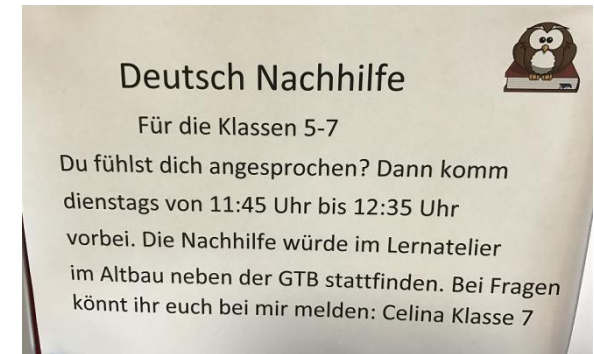 Deutsch Nachhilfe
Für die Klassen 5-7
Du fühlst dich angesprochen? Dann komm
dienstags von 11:45 Uhr bis 12:35 Uhr
vorbei. Die Nachhilfe würde im Lernatelier
im Altbau neben der GTB stattfinden. Bei Fragen
könnt ihr euch bei mir melden: Celina Klasse 7